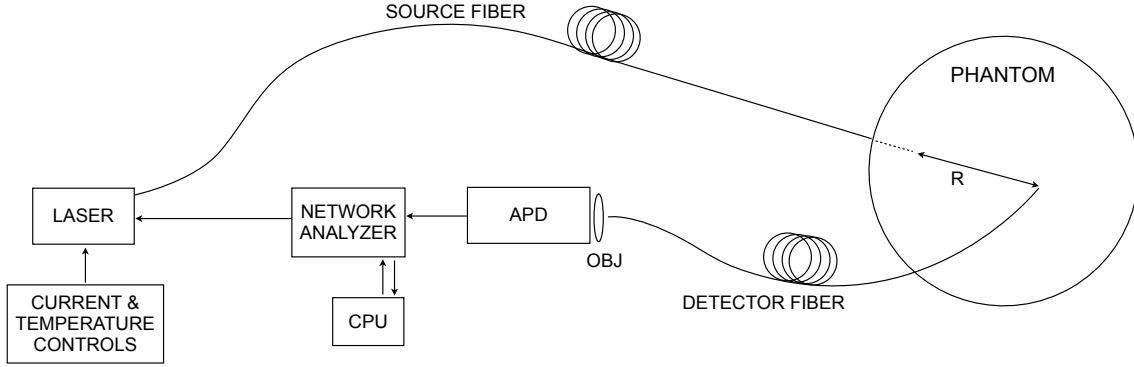 SOURCE FIBER
PHANTOM
R
LASER
NETWORK
ANALYZER
APD
OBJ
DETECTOR FIBER
CURRENT &
TEMPERATURE
CONTROLS
CPU